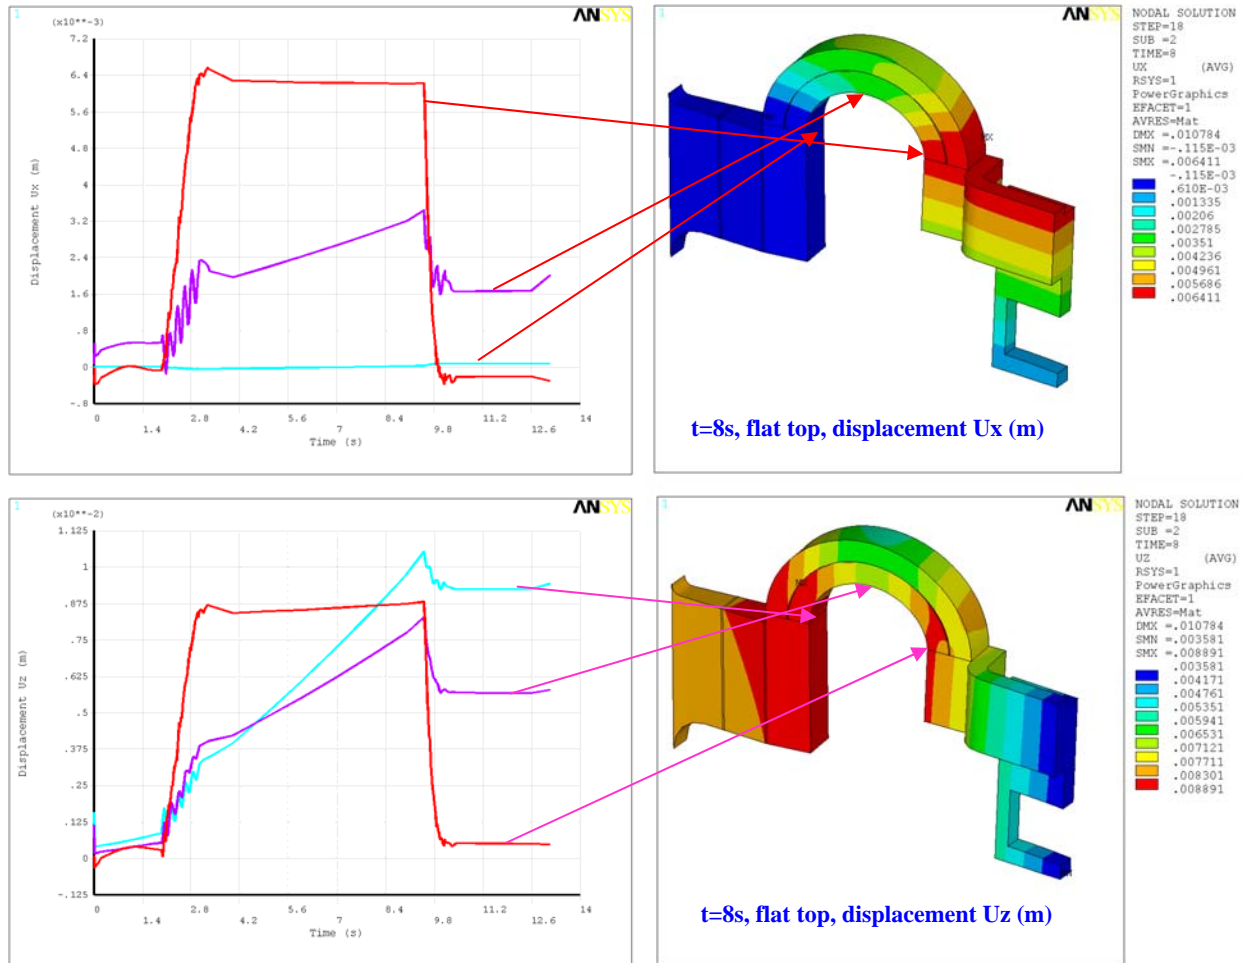 1
ANSYS
(x10**-3)
7.2
6.4
5.6
4.8
4
3.2
2.4
1.6
.8
0
-.8
Displacement Ux (m)
0
1.4
2.8
4.2
5.6
7
8.4
9.8
11.2
12.6
14
Time (s)
1
ANSYS
MX
t=8s, flat top, displacement Ux (m)
NODAL SOLUTION
STEP=18
SUB =2
TIME=8
UX (AVG)
RSYS=1
PowerGraphics
EFACET=1
AVRES=Mat
DMX =.010784
SMN =-.115E-03
SMX =.006411
-.115E-03
.610E-03
.001335
.00206
.002785
.00351
.004236
.004961
.005686
.006411
1
ANSYS
(x10**-2)
1.125
1
.875
.75
.625
.5
.375
.25
.125
0
-.125
Displacement Uz (m)
0
1.4
2.8
4.2
5.6
7
8.4
9.8
11.2
12.6
14
Time (s)
1
ANSYS
t=8s, flat top, displacement Uz (m)
NODAL SOLUTION
STEP=18
SUB =2
TIME=8
UZ (AVG)
RSYS=1
PowerGraphics
EFACET=1
AVRES=Mat
DMX =.010784
SMN =.003581
SMX =.008891
.003581
.004171
.004761
.005351
.005941
.006531
.007121
.007711
.008301
.008891